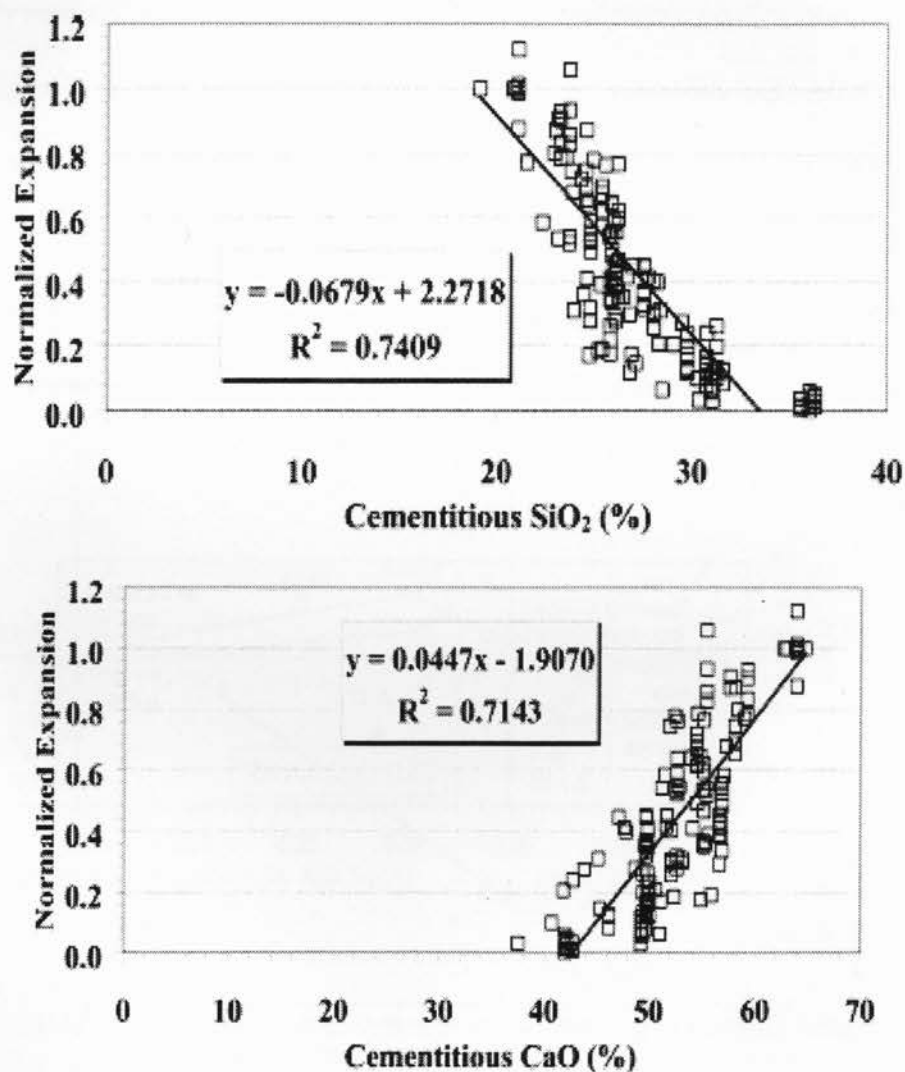 Normalized Expansion
1.2
1.0
0.8
0.6
0.4
0.2
0.0
y = -0.0679x + 2.2718
R² = 0.7409
0 10 20 30 40
Cementitious SiO₂ (%)
Normalized Expansion
1.2
1.0
0.8
0.6
0.4
0.2
0.0
y = 0.0447x - 1.9070
R² = 0.7143
0 10 20 30 40 50 60 70
Cementitious CaO (%)